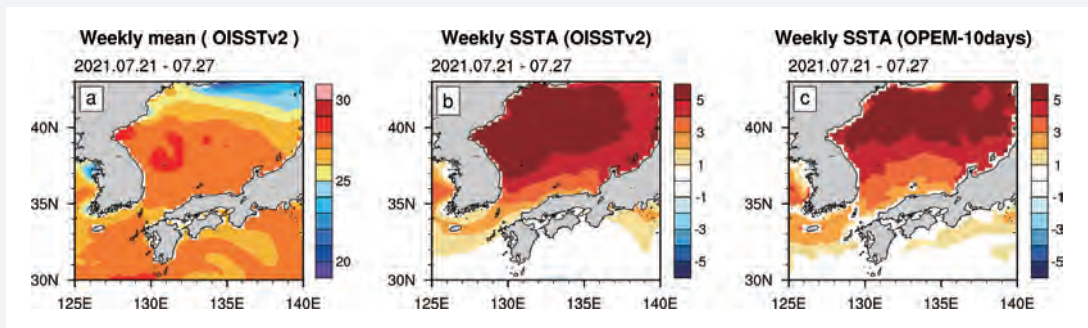 Weekly mean ( OISSTv2 )
2021.07.21 - 07.27
a
40N
35N
30N
125E 130E 135E 140E
30
25
20
Weekly SSTA (OISSTv2)
2021.07.21 - 07.27
b
40N
35N
30N
125E 130E 135E 140E
5
3
1
-1
-3
-5
Weekly SSTA (OPEM-10days)
2021.07.21 - 07.27
c
40N
35N
30N
125E 130E 135E 140E
5
3
1
-1
-3
-5